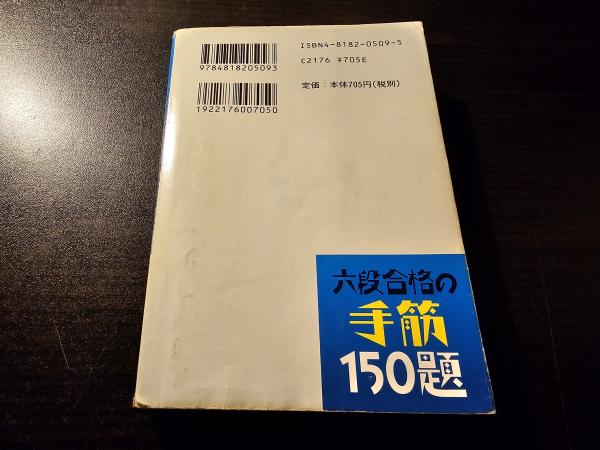 9784818205093
ISBN4-8182-0509-5
C2176 ¥705E
1922176007050
定価：本体705円(税別)
六段合格の
手筋
150題